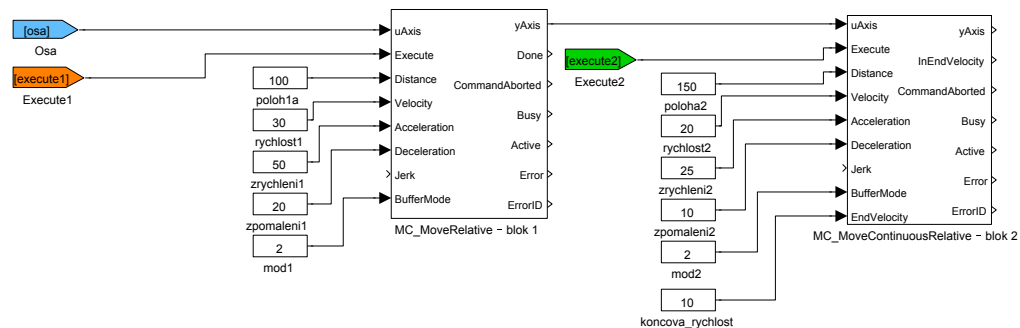 [osa]
Osa
[execute1]
Execute1
100
poloh1a
30
rychlost1
50
zrychleni1
20
zpomaleni1
2
mod1
uAxis
Execute
Distance
Velocity
Acceleration
Deceleration
Jerk
BufferMode
yAxis
Done
CommandAborted
Busy
Active
Error
ErrorID
MC_MoveRelative − blok 1
[execute2]
Execute2
150
poloha2
20
rychlost2
25
zrychleni2
10
zpomaleni2
2
mod2
10
koncova_rychlost
uAxis
Execute
Distance
Velocity
Acceleration
Deceleration
Jerk
BufferMode
EndVelocity
yAxis
InEndVelocity
CommandAborted
Busy
Active
Error
ErrorID
MC_MoveContinuousRelative − blok 2